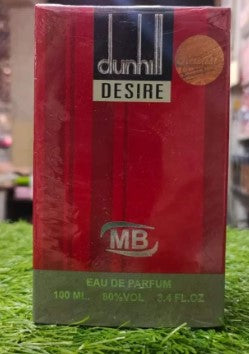 dunhill
DESIRE
MB
EAU DE PARFUM
100 ML. 80%VOL 3.4 FL.OZ